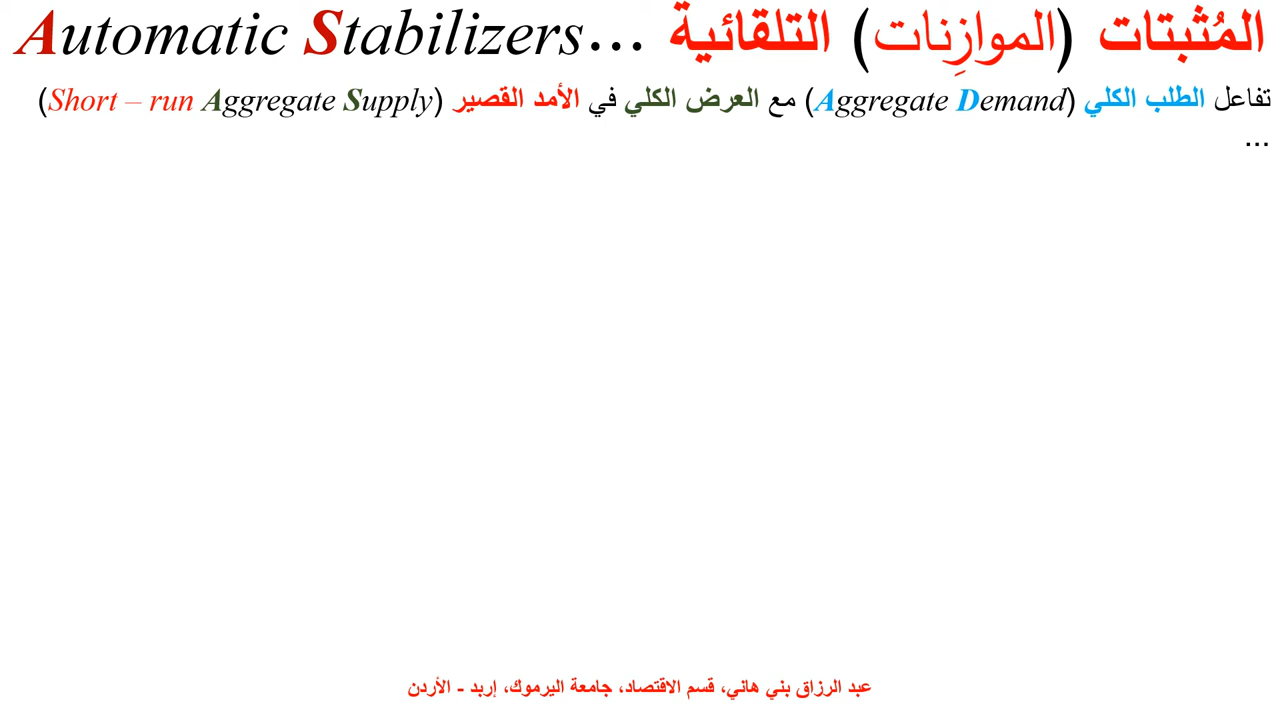 المُثبتات (الموازِنات) التلقائية ...Automatic Stabilizers
تفاعل الطلب الكلي (Aggregate Demand) مع العرض الكلي في الأمد القصير (Short – run Aggregate Supply)
...
عبد الرزاق بني هاني، قسم الاقتصاد، جامعة اليرموك، إربد - الأردن